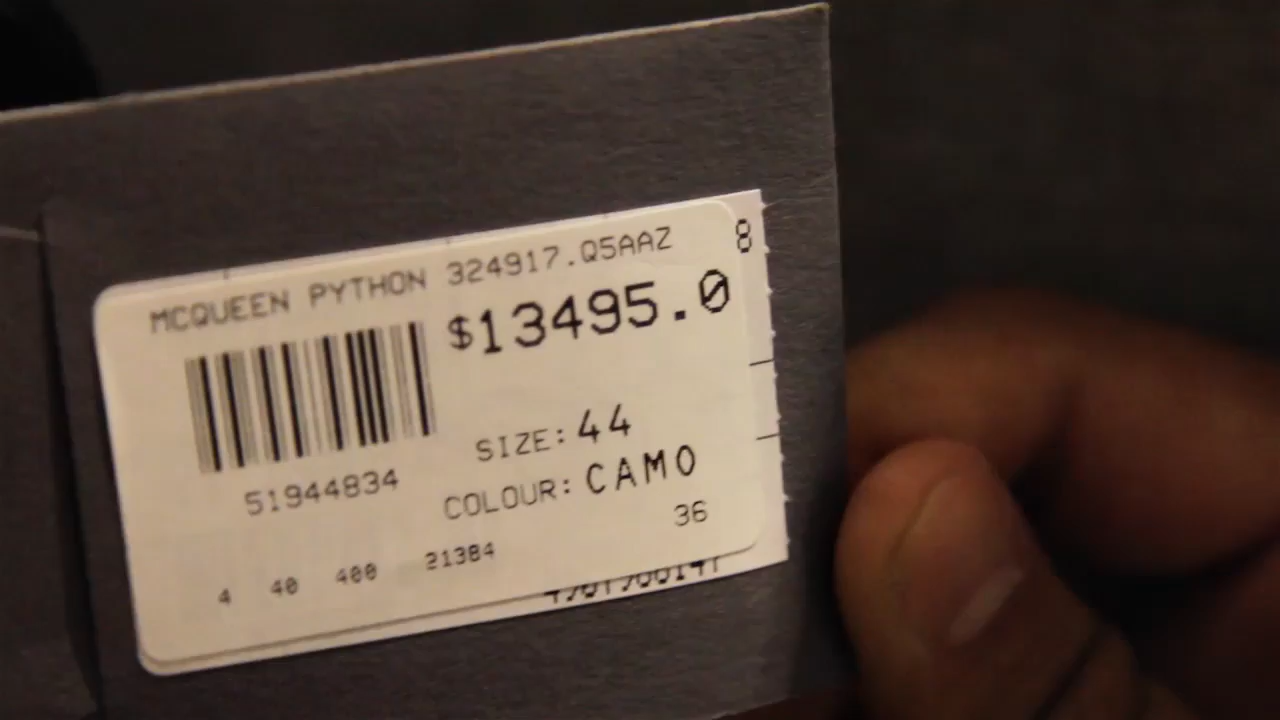 MCQUEEN PYTHON 324917.Q5AAZ
8
$13495.0
SIZE: 44
51944834
COLOUR: CAMO
36
4 40 400 21384